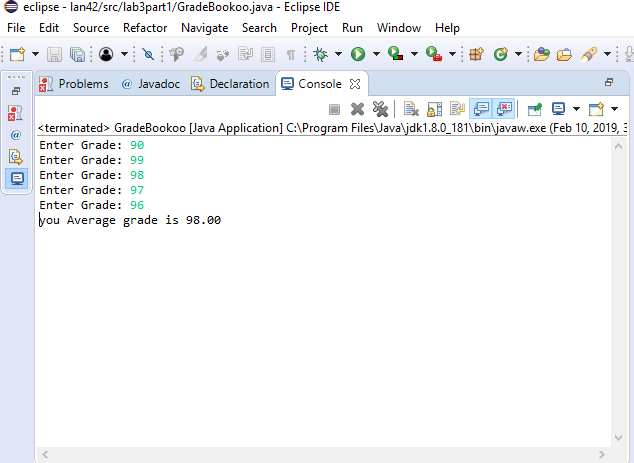 eclipse - lan42/src/lab3part1/GradeBookoo.java - Eclipse IDE
File Edit Source Refactor Navigate Search Project Run Window Help
Problems @ Javadoc Declaration Console
<terminated> GradeBookoo [Java Application] C:\Program Files\Java\jdk1.8.0_181\bin\javaw.exe (Feb 10, 2019, 3
Enter Grade: 90
Enter Grade: 99
Enter Grade: 98
Enter Grade: 97
Enter Grade: 96
you Average grade is 98.00